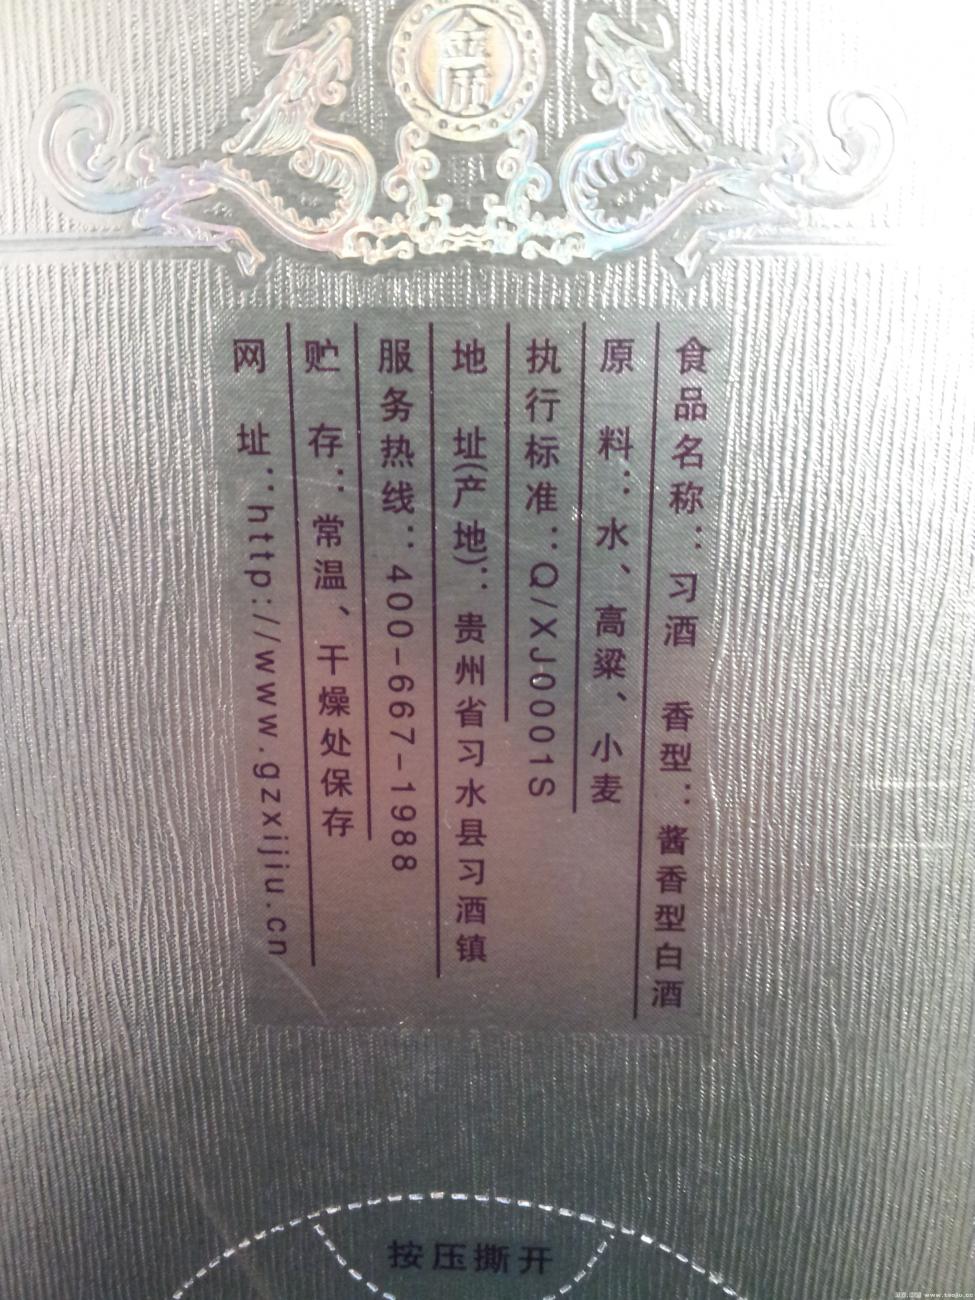 金质
食品名称：习酒 香型：酱香型白酒
原料：水、高粱、小麦
执行标准：Q/XJJ0001S
地址(产地)：贵州省习水县习酒镇
服务热线：400-667-1988
贮存：常温、干燥处保存
网址：http://www.gzxijiu.cn
按压撕开